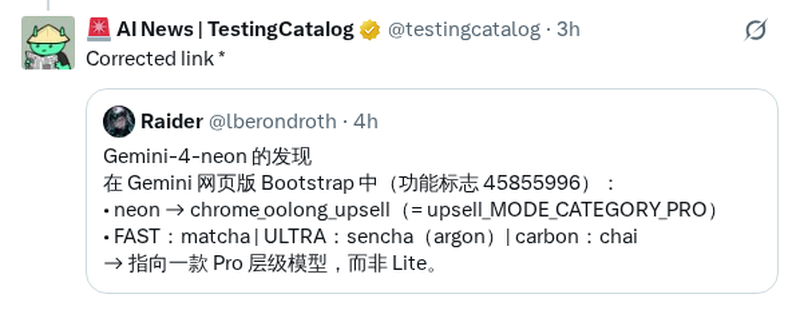 🚨 AI News | TestingCatalog @testingcatalog · 3h
Corrected link *
Raider @lberondroth · 4h
Gemini-4-neon 的发现
在 Gemini 网页版 Bootstrap 中（功能标志 45855996）：
• neon → chrome_oolong_upsell（= upsell_MODE_CATEGORY_PRO）
• FAST：matcha | ULTRA：sencha（argon）| carbon：chai
→ 指向一款 Pro 层级模型，而非 Lite。